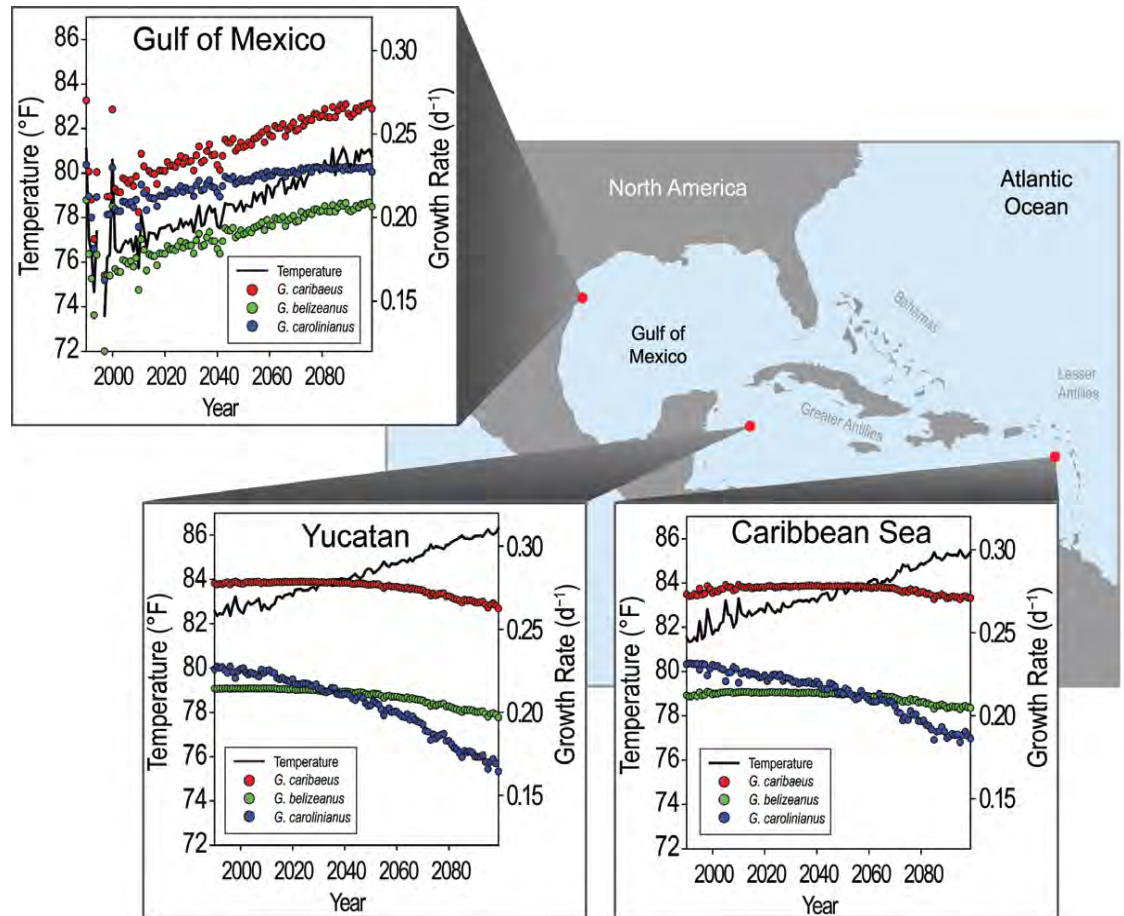 Gulf of Mexico
86
84
82
80
78
76
74
72
Temperature (°F)
0.30
0.25
0.20
0.15
Growth Rate (d⁻¹)
Temperature
G. caribaeus
G. belizeanus
G. carolinianus
2000 2020 2040 2060 2080
Year
North America
Atlantic
Ocean
Gulf of
Mexico
Bahamas
Greater Antilles
Lesser
Antilles
Yucatan
86
84
82
80
78
76
74
72
Temperature (°F)
0.30
0.25
0.20
0.15
Growth Rate (d⁻¹)
Temperature
G. caribaeus
G. belizeanus
G. carolinianus
2000 2020 2040 2060 2080
Year
Caribbean Sea
86
84
82
80
78
76
74
72
Temperature (°F)
0.30
0.25
0.20
0.15
Growth Rate (d⁻¹)
Temperature
G. caribaeus
G. belizeanus
G. carolinianus
2000 2020 2040 2060 2080
Year